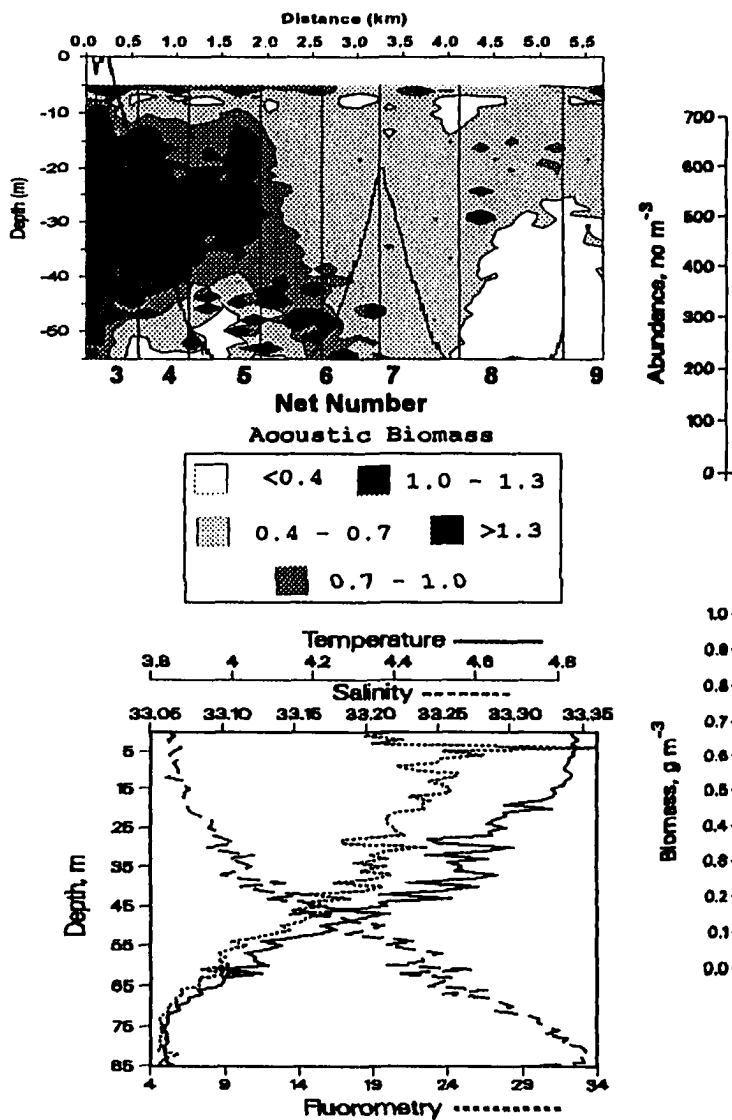 Distance (km)
0.0 0.5 1.0 1.5 2.0 2.5 3.0 3.5 4.0 4.5 5.0 5.5
Depth (m)
0
-10
-20
-30
-40
-50
3 4 5 6 7 8 9
Net Number
Acoustic Biomass
<0.4 1.0 - 1.3
0.4 - 0.7 >1.3
0.7 - 1.0
Abundence, no m⁻³
700
600
500
400
300
200
100
0
Temperature
3.8 4 4.2 4.4 4.6 4.8
Salinity
33.05 33.10 33.15 33.20 33.25 33.30 33.35
Depth, m
5
15
25
35
45
55
65
75
85
4 9 14 19 24 29 34
Fluorometry
Biomass, g m⁻³
1.0
0.9
0.8
0.7
0.6
0.5
0.4
0.3
0.2
0.1
0.0